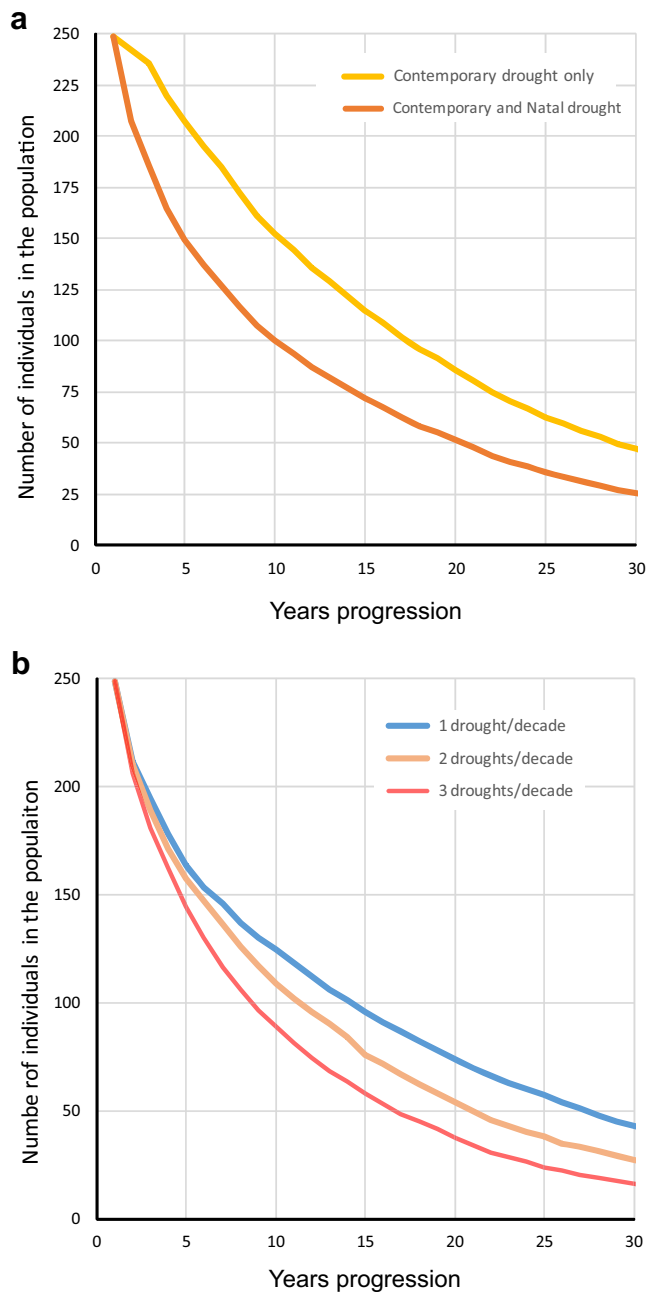 a
250
225
200
175
150
125
100
75
50
25
0
Number of individuals in the population
Contemporary drought only
Contemporary and Natal drought
0 5 10 15 20 25 30
Years progression
b
250
200
150
100
50
0
Numbe rof individuals in the populaiton
1 drought/decade
2 droughts/decade
3 droughts/decade
0 5 10 15 20 25 30
Years progression